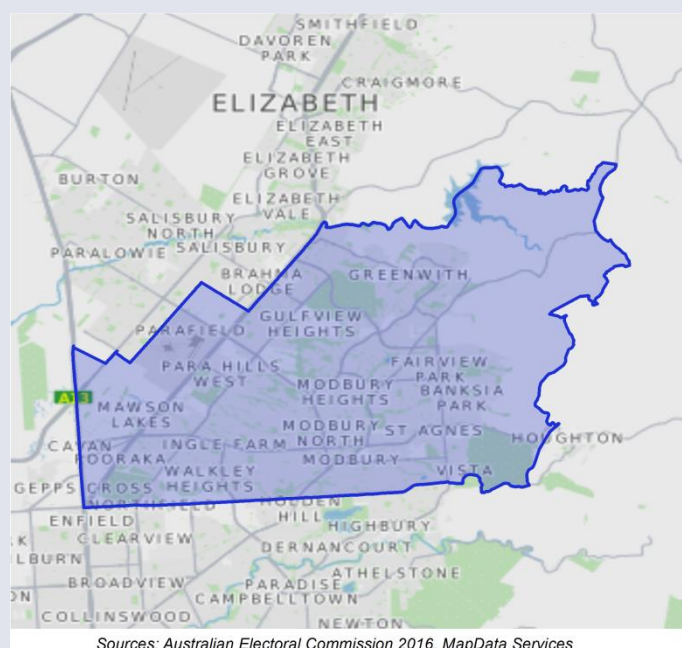 SMITHFIELD
DAVOREN
PARK
CRAIGMORE
ELIZABETH
ELIZABETH
EAST
ELIZABETH
GROVE
BURTON
ELIZABETH
VALE
SALISBURY
NORTH
SALISBURY
PARALOWIE
BRAHMA
LODGE
GREENWITH
GULFVIEW
HEIGHTS
PARAFIELD
PARA HILLS
WEST
FAIRVIEW
PARK
BANKSIA
PARK
MODBURY
HEIGHTS
MAWSON
LAKES
MODBURY
NORTH
ST AGNES
HOUGHTON
CAVAN
POORAKA
INGLE FARM
MODBURY
VISTA
WALKLEY
HEIGHTS
GEPPS CROSS
NORTHFIELD
HOLDEN
HILL
ENFIELD
HIGHBURY
CLEARVIEW
DERNANCOURT
ILBURN
ATHELSTONE
BROADVIEW
PARADISE
CAMPBELLTOWN
ON
COLLINSWOOD
NEWTON
Sources: Australian Electoral Commission 2016, MapData Services